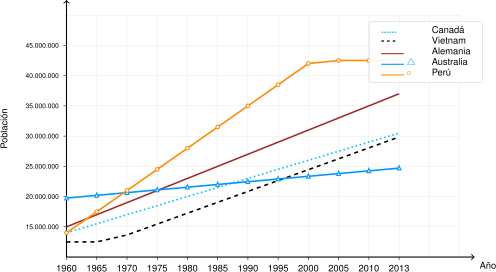 Canadá
Vietnam
Alemania
Australia
Perú
Población
45.000.000
40.000.000
35.000.000
30.000.000
25.000.000
20.000.000
15.000.000
1960 1965 1970 1975 1980 1985 1990 1995 2000 2005 2010 2013
Año